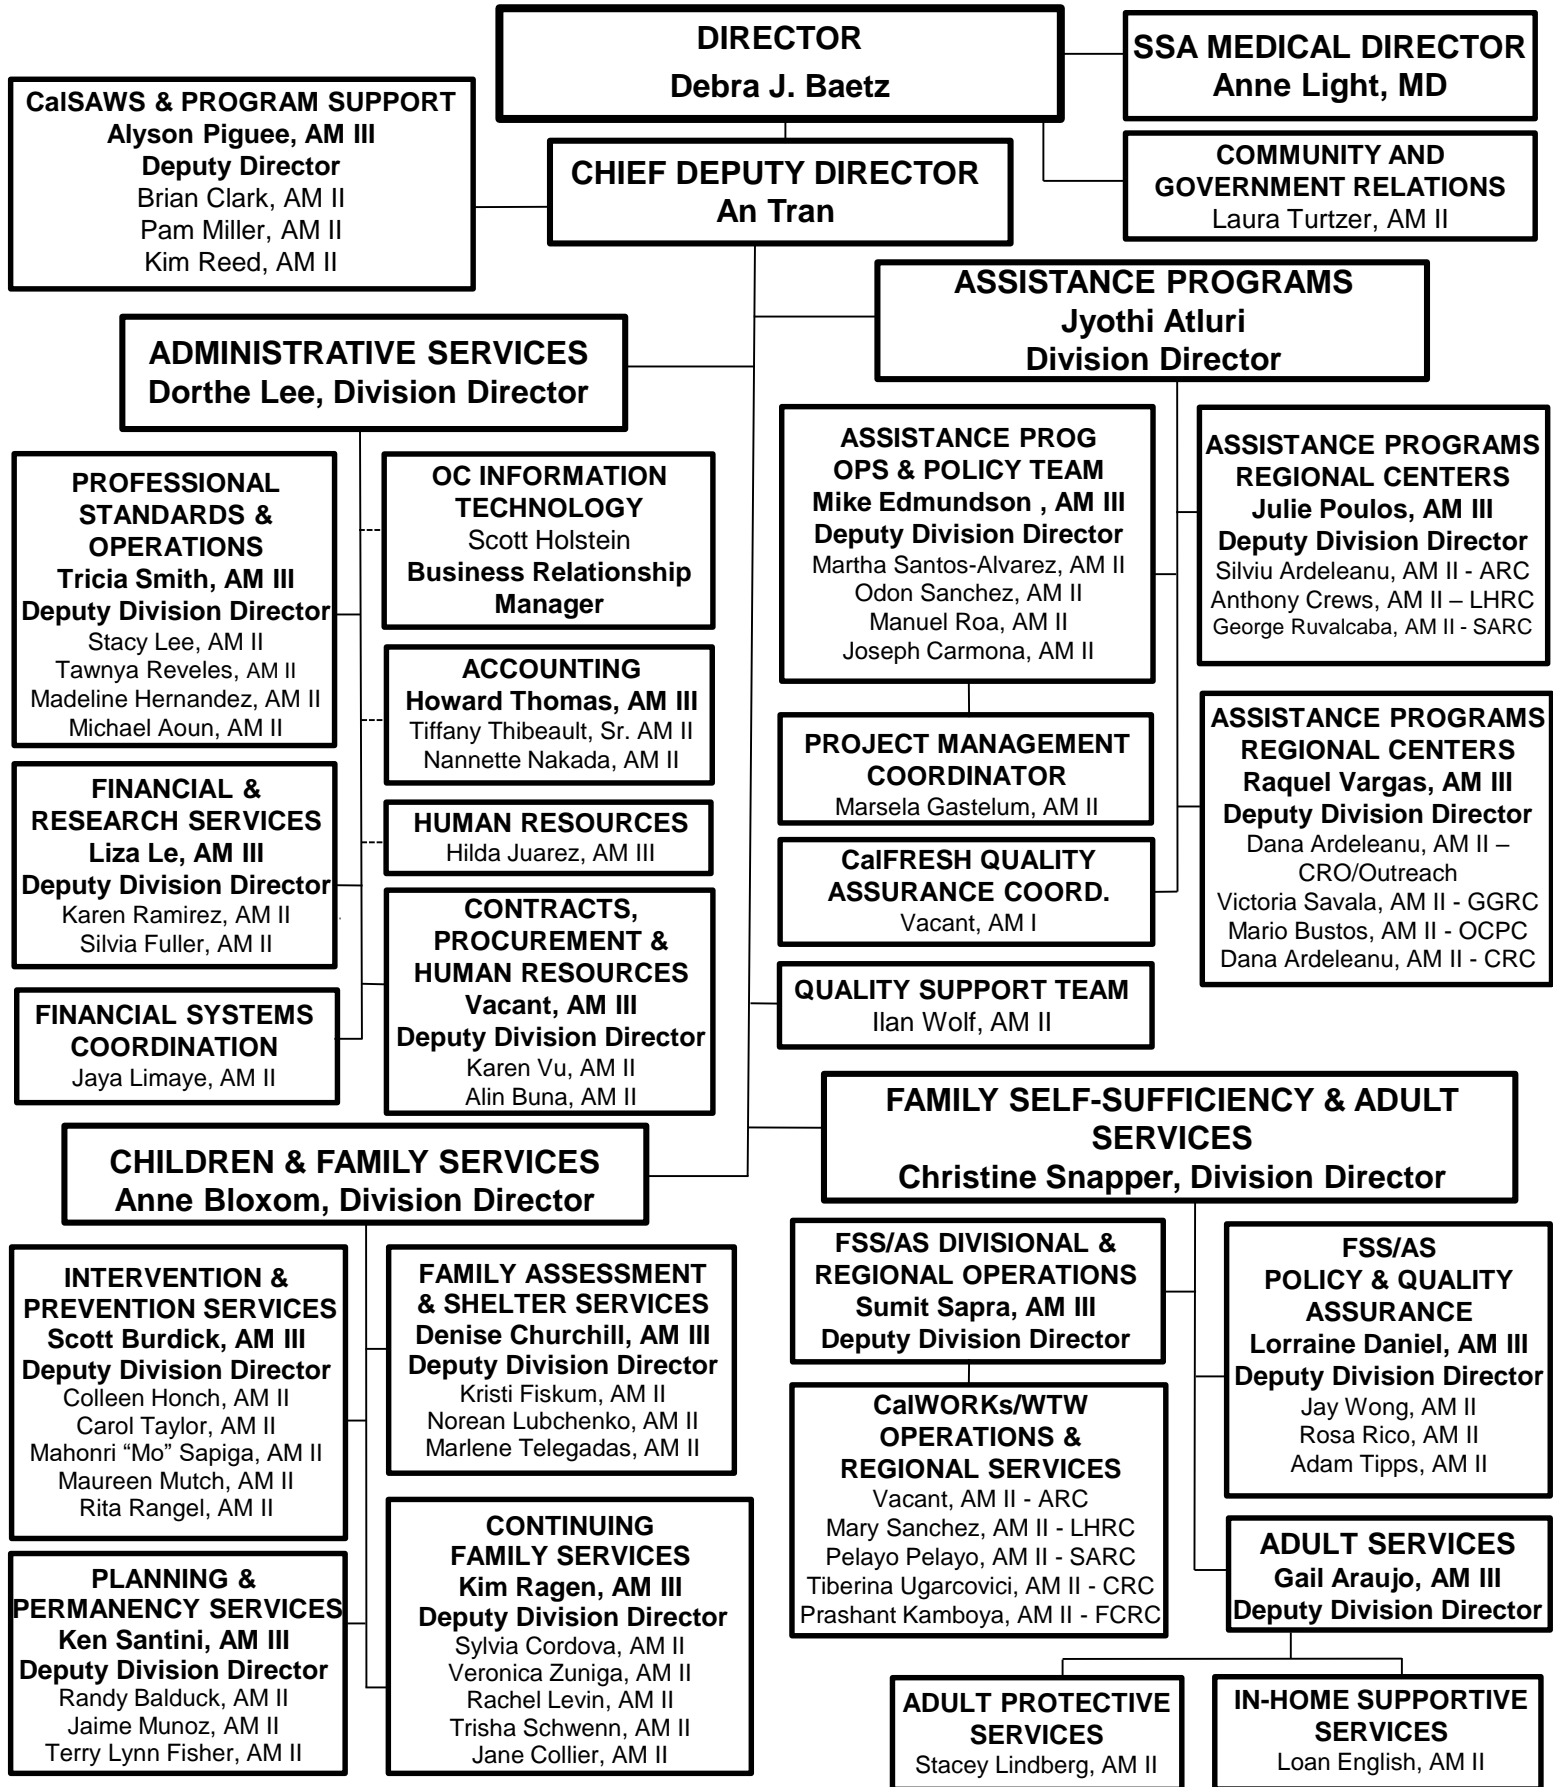 DIRECTOR
Debra J. Baetz
SSA MEDICAL DIRECTOR
Anne Light, MD
CalSAWS & PROGRAM SUPPORT
Alyson Piguee, AM III
Deputy Director
Brian Clark, AM II
Pam Miller, AM II
Kim Reed, AM II
CHIEF DEPUTY DIRECTOR
An Tran
COMMUNITY AND
GOVERNMENT RELATIONS
Laura Turtzer, AM II
ASSISTANCE PROGRAMS
Jyothi Atluri
Division Director
ADMINISTRATIVE SERVICES
Dorthe Lee, Division Director
PROFESSIONAL
STANDARDS &
OPERATIONS
Tricia Smith, AM III
Deputy Division Director
Stacy Lee, AM II
Tawnya Reveles, AM II
Madeline Hernandez, AM II
Michael Aoun, AM II
OC INFORMATION
TECHNOLOGY
Scott Holstein
Business Relationship
Manager
ACCOUNTING
Howard Thomas, AM III
Tiffany Thibeault, Sr. AM II
Nannette Nakada, AM II
FINANCIAL &
RESEARCH SERVICES
Liza Le, AM III
Deputy Division Director
Karen Ramirez, AM II
Silvia Fuller, AM II
HUMAN RESOURCES
Hilda Juarez, AM III
CONTRACTS,
PROCUREMENT &
HUMAN RESOURCES
Vacant, AM III
Deputy Division Director
Karen Vu, AM II
Alin Buna, AM II
FINANCIAL SYSTEMS
COORDINATION
Jaya Limaye, AM II
ASSISTANCE PROG
OPS & POLICY TEAM
Mike Edmundson , AM III
Deputy Division Director
Martha Santos-Alvarez, AM II
Odon Sanchez, AM II
Manuel Roa, AM II
Joseph Carmona, AM II
ASSISTANCE PROGRAMS
REGIONAL CENTERS
Julie Poulos, AM III
Deputy Division Director
Silviu Ardeleanu, AM II - ARC
Anthony Crews, AM II – LHRC
George Ruvalcaba, AM II - SARC
PROJECT MANAGEMENT
COORDINATOR
Marsela Gastelum, AM II
ASSISTANCE PROGRAMS
REGIONAL CENTERS
Raquel Vargas, AM III
Deputy Division Director
Dana Ardeleanu, AM II –
CRO/Outreach
Victoria Savala, AM II - GGRC
Mario Bustos, AM II - OCPC
Dana Ardeleanu, AM II - CRC
CalFRESH QUALITY
ASSURANCE COORD.
Vacant, AM I
QUALITY SUPPORT TEAM
Ilan Wolf, AM II
FAMILY SELF-SUFFICIENCY & ADULT
SERVICES
Christine Snapper, Division Director
CHILDREN & FAMILY SERVICES
Anne Bloxom, Division Director
INTERVENTION &
PREVENTION SERVICES
Scott Burdick, AM III
Deputy Division Director
Colleen Honch, AM II
Carol Taylor, AM II
Mahonri “Mo” Sapiga, AM II
Maureen Mutch, AM II
Rita Rangel, AM II
FAMILY ASSESSMENT
& SHELTER SERVICES
Denise Churchill, AM III
Deputy Division Director
Kristi Fiskum, AM II
Norean Lubchenko, AM II
Marlene Telegadas, AM II
PLANNING &
PERMANENCY SERVICES
Ken Santini, AM III
Deputy Division Director
Randy Balduck, AM II
Jaime Munoz, AM II
Terry Lynn Fisher, AM II
CONTINUING
FAMILY SERVICES
Kim Ragen, AM III
Deputy Division Director
Sylvia Cordova, AM II
Veronica Zuniga, AM II
Rachel Levin, AM II
Trisha Schwenn, AM II
Jane Collier, AM II
FSS/AS DIVISIONAL &
REGIONAL OPERATIONS
Sumit Sapra, AM III
Deputy Division Director
FSS/AS
POLICY & QUALITY
ASSURANCE
Lorraine Daniel, AM III
Deputy Division Director
Jay Wong, AM II
Rosa Rico, AM II
Adam Tipps, AM II
CalWORKs/WTW
OPERATIONS &
REGIONAL SERVICES
Vacant, AM II - ARC
Mary Sanchez, AM II - LHRC
Pelayo Pelayo, AM II - SARC
Tiberina Ugarcovici, AM II - CRC
Prashant Kamboya, AM II - FCRC
ADULT SERVICES
Gail Araujo, AM III
Deputy Division Director
ADULT PROTECTIVE
SERVICES
Stacey Lindberg, AM II
IN-HOME SUPPORTIVE
SERVICES
Loan English, AM II